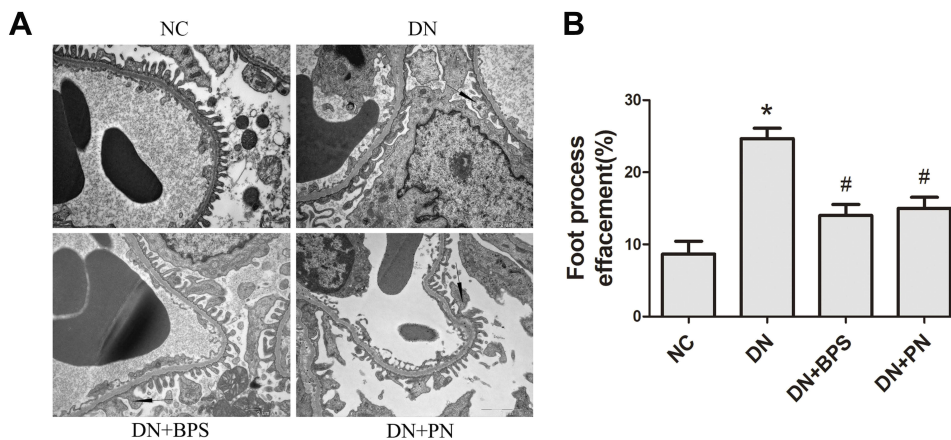 A
NC
DN
DN+BPS
DN+PN
B
Foot process
effacement(%)
30
20
10
0
*
#
#
NC
DN
DN+BPS
DN+PN